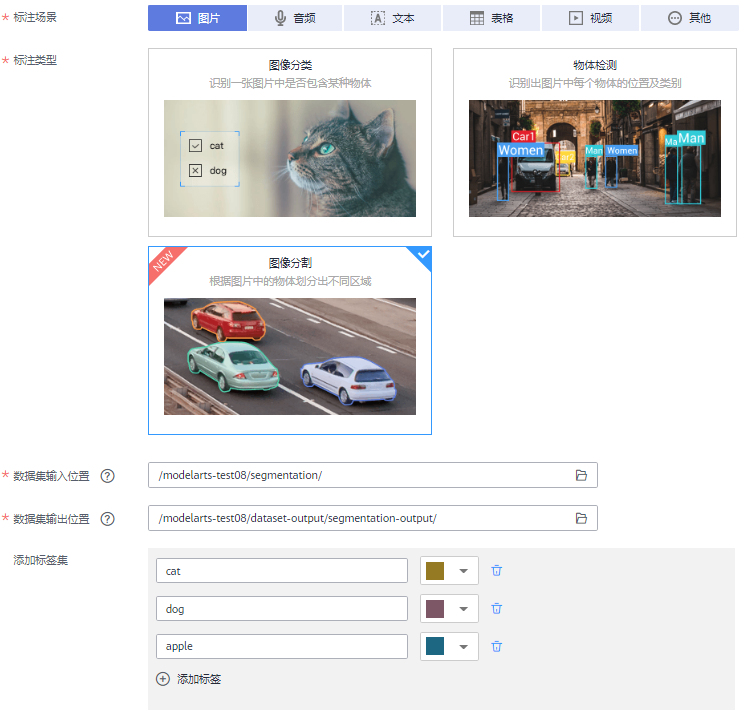 * 标注场景 图片 音频 文本 表格 视频 其他
* 标注类型
图像分类
识别一张图片中是否包含某种物体
cat
dog
物体检测
识别出图片中每个物体的位置及类别
Car1
Women
Man
Women
Man
NEW
图像分割
根据图片中的物体划分出不同区域
* 数据集输入位置 ? /modelarts-test08/segmentation/
* 数据集输出位置 ? /modelarts-test08/dataset-output/segmentation-output/
添加标签集
cat
dog
apple
添加标签